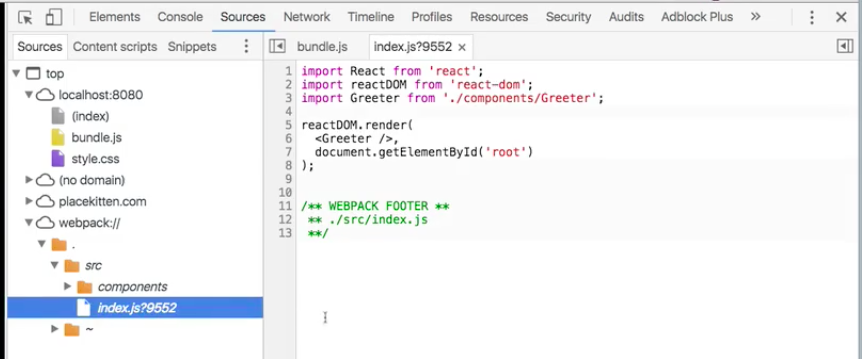 Elements Console Sources Network Timeline Profiles Resources Security Audits Adblock Plus »
Sources Content scripts Snippets
bundle.js index.js?9552 ×
top
localhost:8080
(index)
bundle.js
style.css
(no domain)
placekitten.com
webpack://
.
src
components
index.js?9552
~
1 import React from 'react';
2 import reactDOM from 'react-dom';
3 import Greeter from './components/Greeter';
4
5 reactDOM.render(
6 <Greeter />,
7 document.getElementById('root')
8 );
9
10
11 /** WEBPACK FOOTER **
12 ** ./src/index.js
13 **/